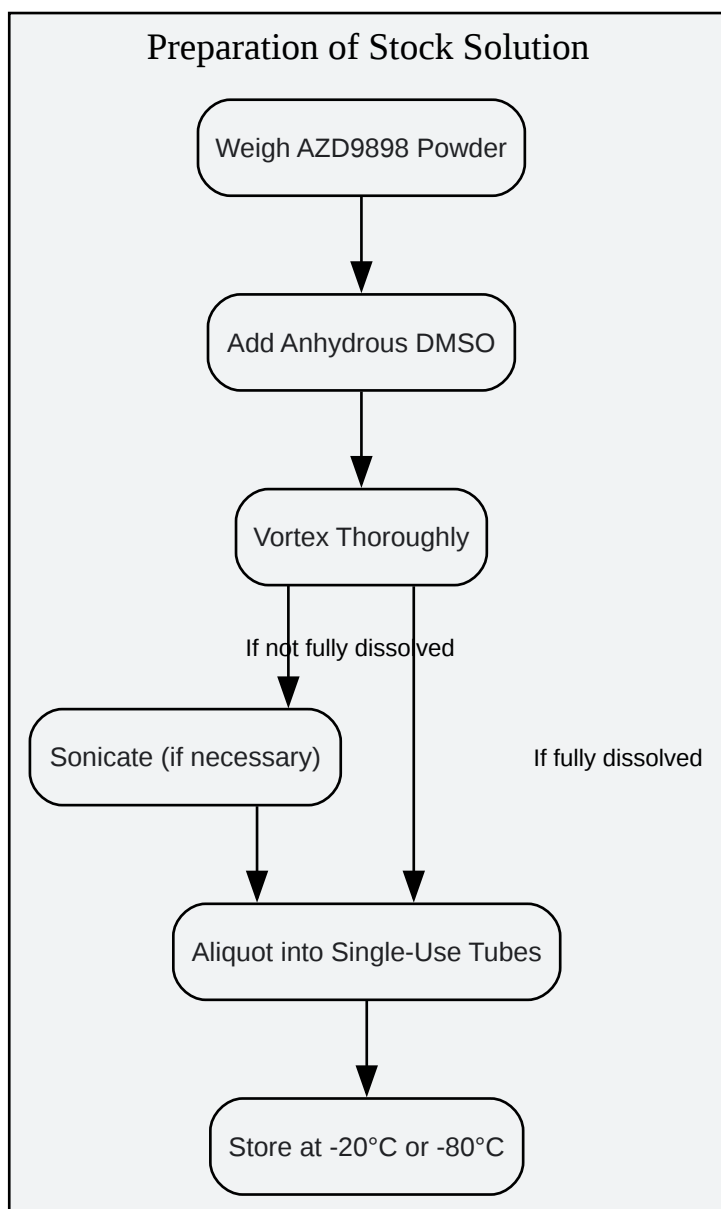 Preparation of Stock Solution
Weigh AZD9898 Powder
Add Anhydrous DMSO
Vortex Thoroughly
If not fully dissolved
Sonicate (if necessary)
If fully dissolved
Aliquot into Single-Use Tubes
Store at -20°C or -80°C